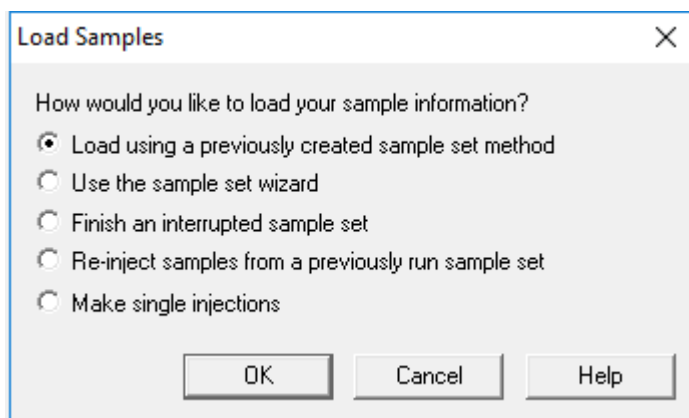 Load Samples
How would you like to load your sample information?
Load using a previously created sample set method
Use the sample set wizard
Finish an interrupted sample set
Re-inject samples from a previously run sample set
Make single injections
OK Cancel Help